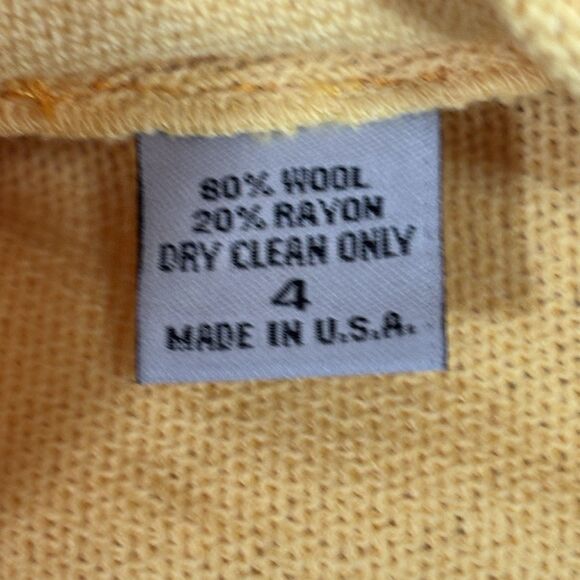 80% WOOL
20% RAYON
DRY CLEAN ONLY
4
MADE IN U.S.A.